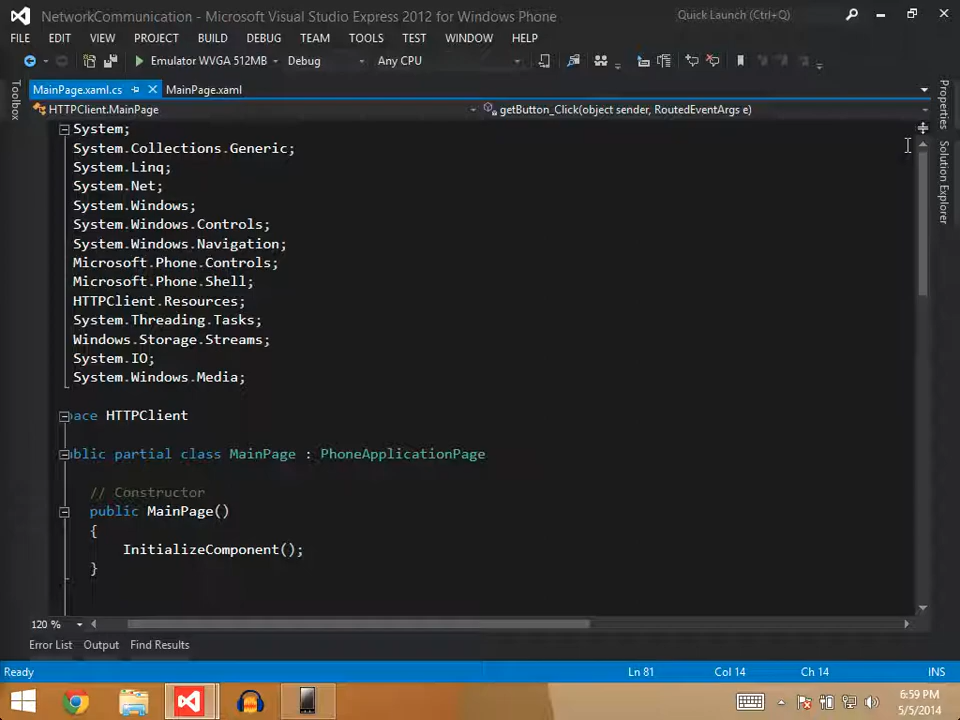 NetworkCommunication - Microsoft Visual Studio Express 2012 for Windows Phone
Quick Launch (Ctrl+Q)
FILE EDIT VIEW PROJECT BUILD DEBUG TEAM TOOLS TEST WINDOW HELP
Emulator WVGA 512MB Debug Any CPU
MainPage.xaml.cs MainPage.xaml
HTTPClient.MainPage getButton_Click(object sender, RoutedEventArgs e)
Toolbox
Properties
Solution Explorer
System;
System.Collections.Generic;
System.Linq;
System.Net;
System.Windows;
System.Windows.Controls;
System.Windows.Navigation;
Microsoft.Phone.Controls;
Microsoft.Phone.Shell;
HTTPClient.Resources;
System.Threading.Tasks;
Windows.Storage.Streams;
System.IO;
System.Windows.Media;
ace HTTPClient
blic partial class MainPage : PhoneApplicationPage
// Constructor
public MainPage()
{
InitializeComponent();
}
120 %
Error List Output Find Results
Ready Ln 81 Col 14 Ch 14 INS
6:59 PM
5/5/2014